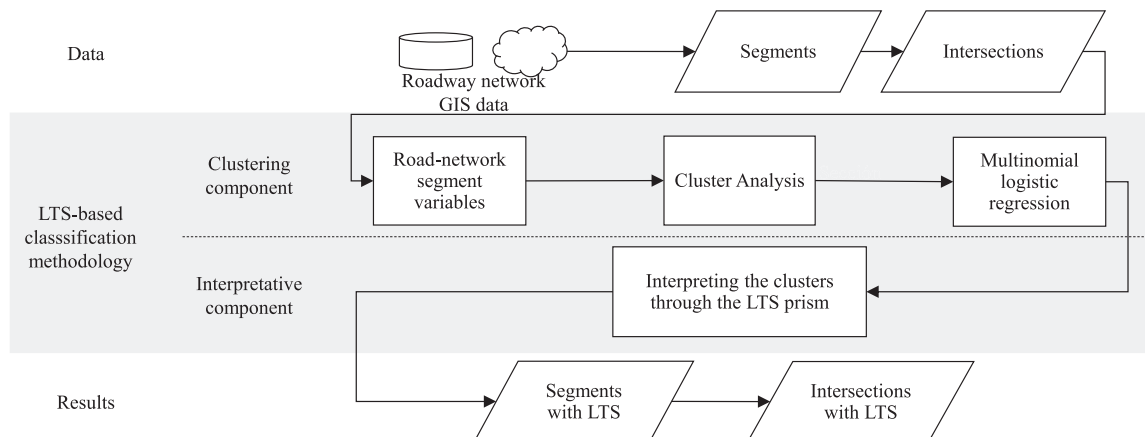 Data
Roadway network
GIS data
Segments
Intersections
LTS-based
classsification
methodology
Clustering
component
Road-network
segment
variables
Cluster Analysis
Multinomial
logistic
regression
Interpretative
component
Interpreting the clusters
through the LTS prism
Results
Segments
with LTS
Intersections
with LTS